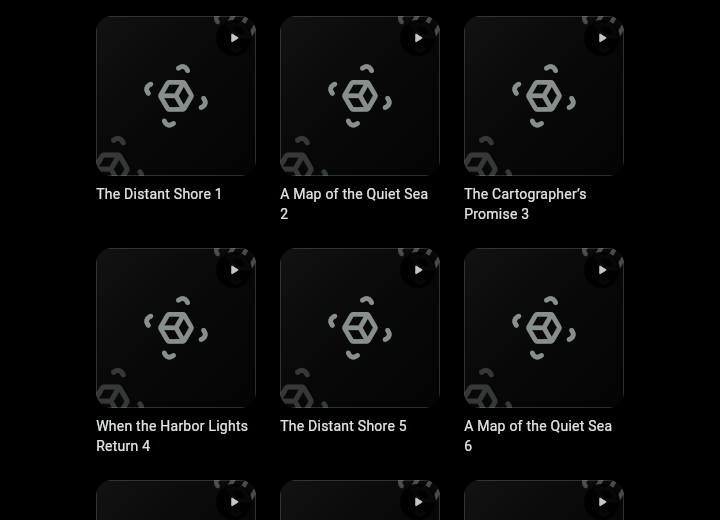 The Distant Shore 1
A Map of the Quiet Sea
2
The Cartographer’s
Promise 3
When the Harbor Lights
Return 4
The Distant Shore 5
A Map of the Quiet Sea
6